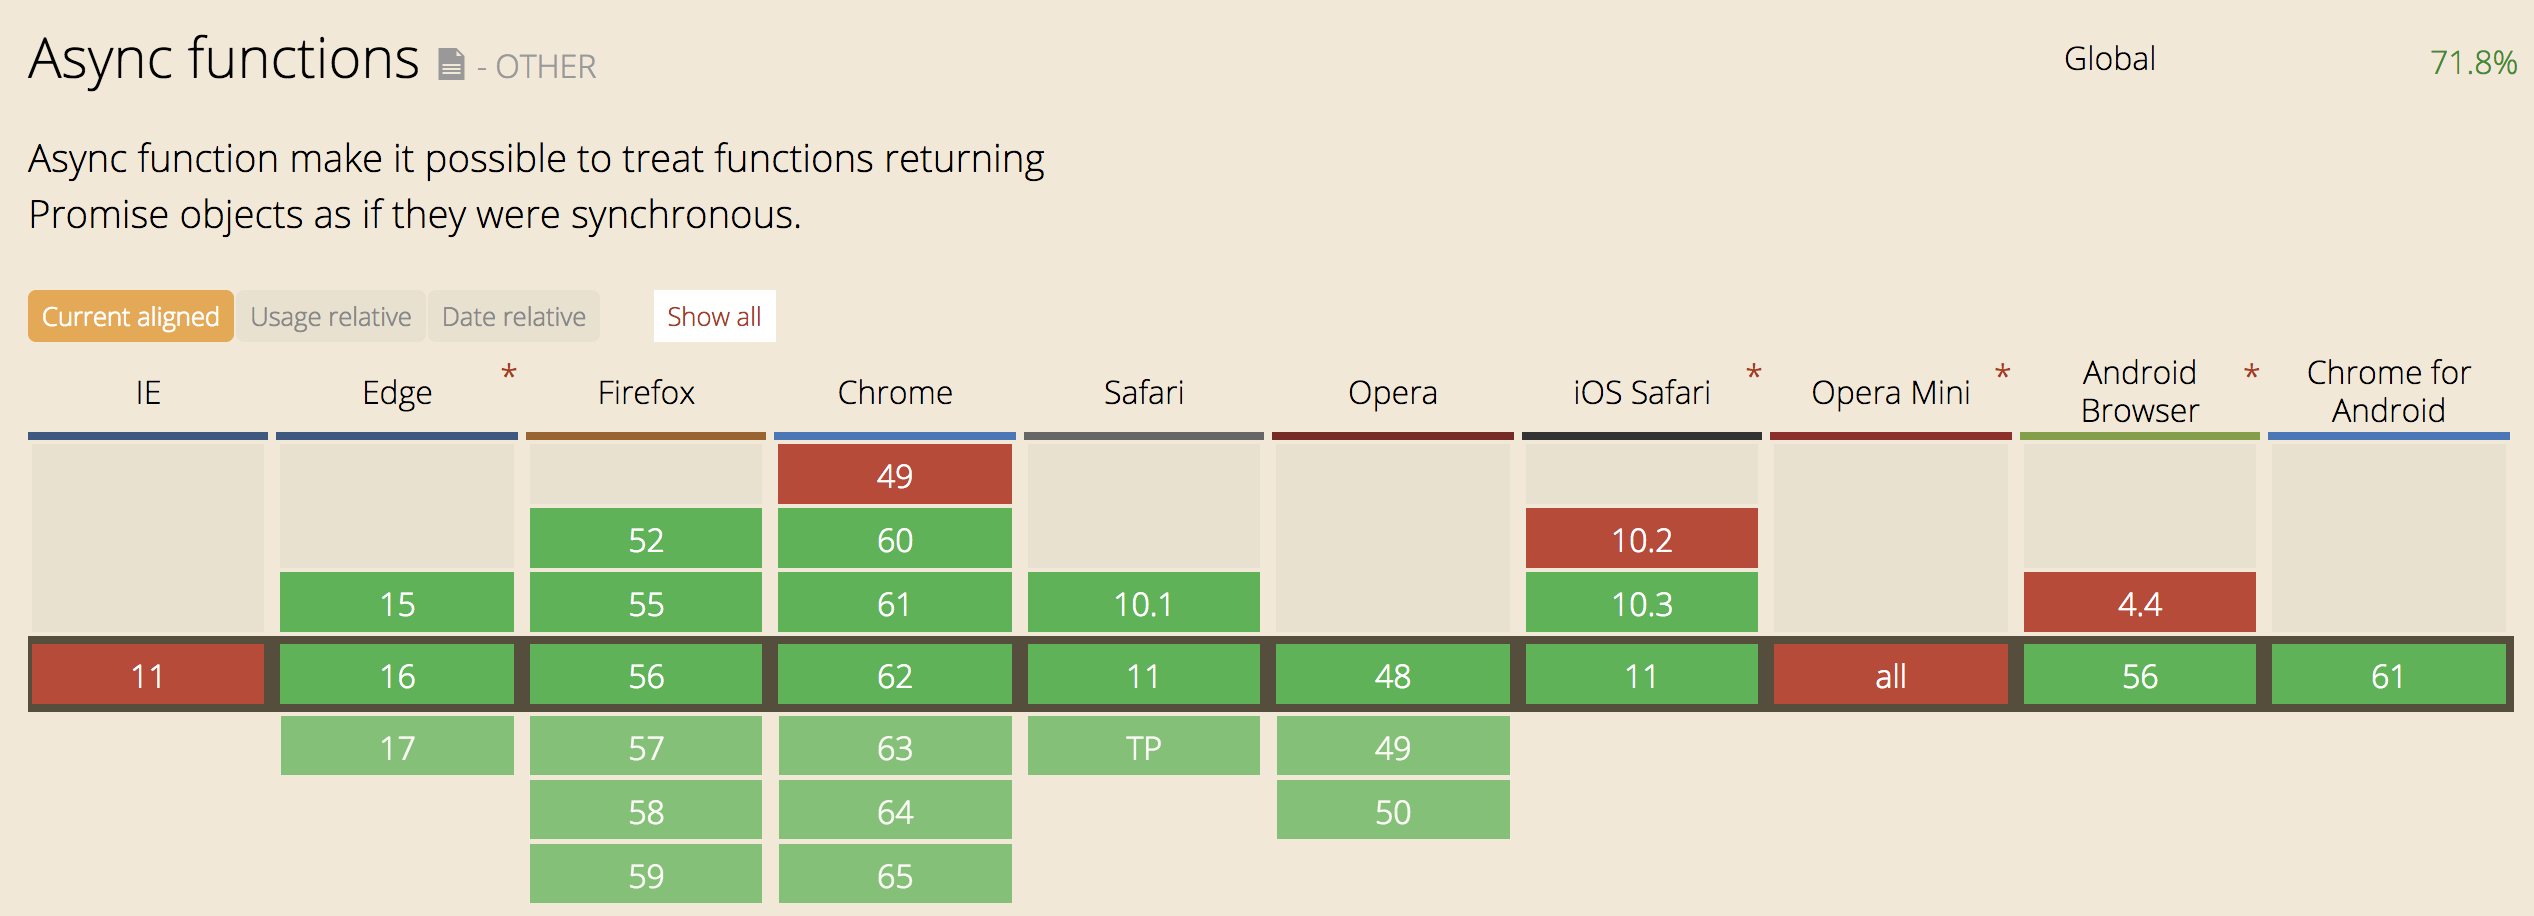 Async functions - OTHER
Global 71.8%
Async function make it possible to treat functions returning
Promise objects as if they were synchronous.
Current aligned Usage relative Date relative Show all
IE Edge * Firefox Chrome Safari Opera iOS Safari * Opera Mini * Android Browser * Chrome for Android
49
52 60 10.2
15 55 61 10.1 10.3 4.4
11 16 56 62 11 48 11 all 56 61
17 57 63 TP 49
58 64 50
59 65